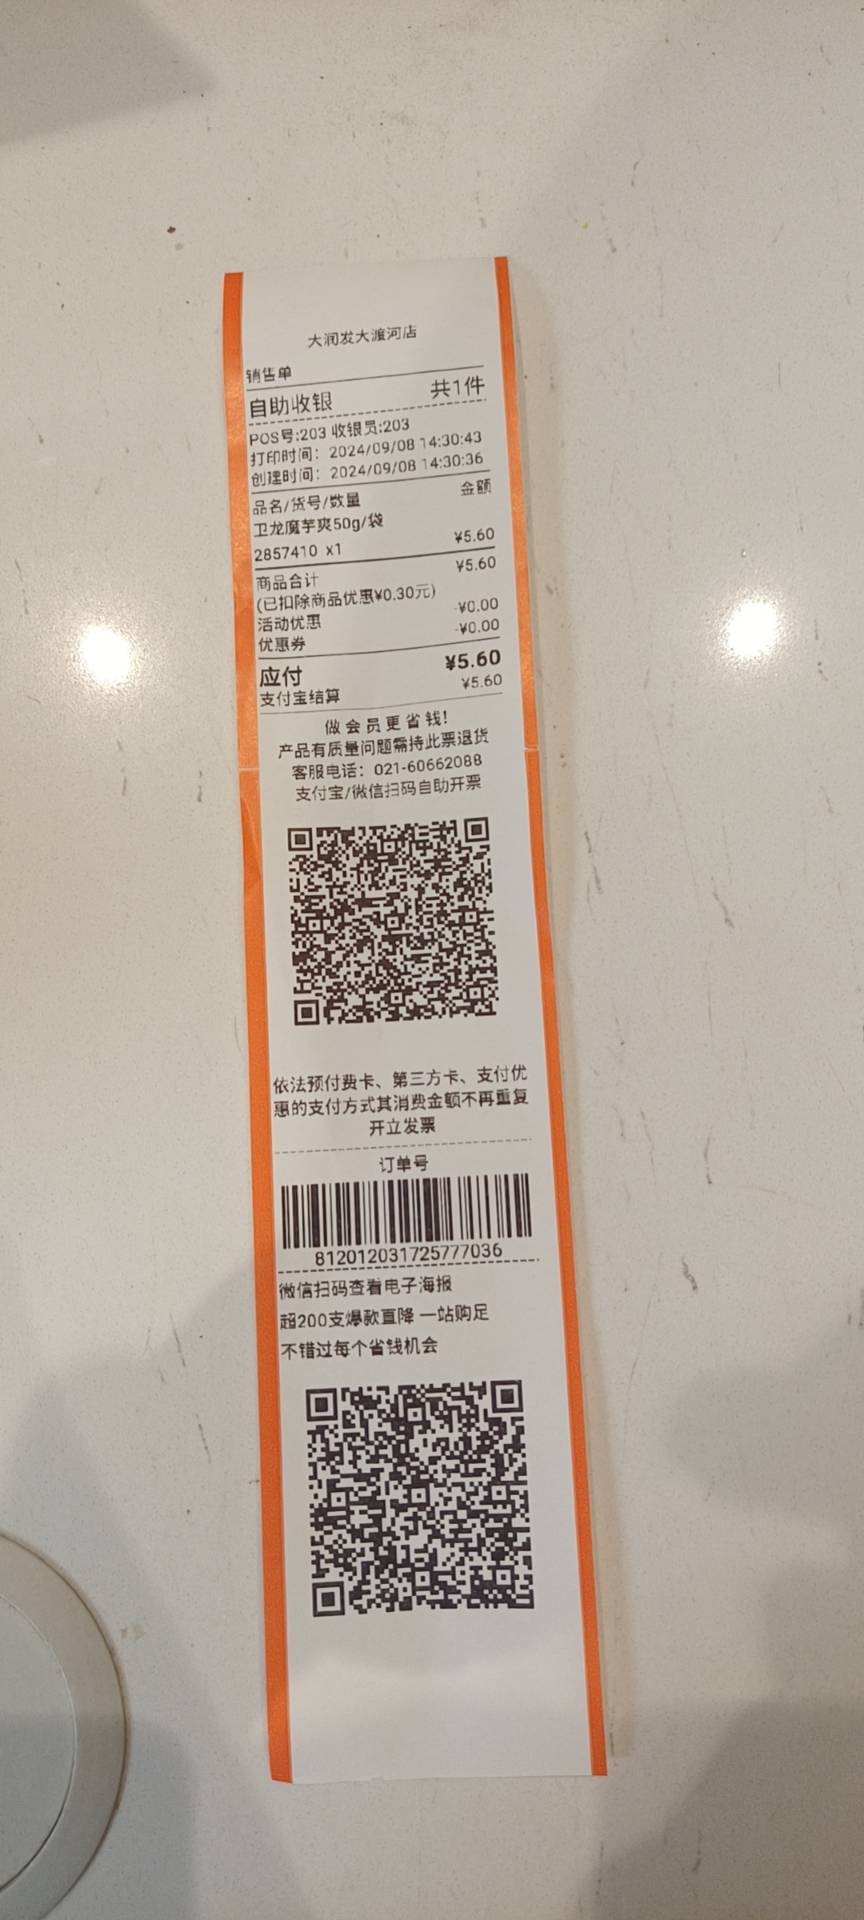 大润发大渡河店
销售单
自助收银 共1件
POS号:203 收银员:203
打印时间：2024/09/08 14:30:43
创建时间：2024/09/08 14:30:36
品名/货号/数量 金额
卫龙魔芋爽50g/袋
2857410 x1 ¥5.60
商品合计 ¥5.60
(已扣除商品优惠¥0.30元)
活动优惠 -¥0.00
优惠券 -¥0.00
应付 ¥5.60
支付宝结算 ¥5.60
做会员更省钱!
产品有质量问题需持此票退货
客服电话：021-60662088
支付宝/微信扫码自助开票
依法预付费卡、第三方卡、支付优
惠的支付方式其消费金额不再重复
开立发票
订单号
812012031725777036
微信扫码查看电子海报
超200支爆款直降 一站购足
不错过每个省钱机会